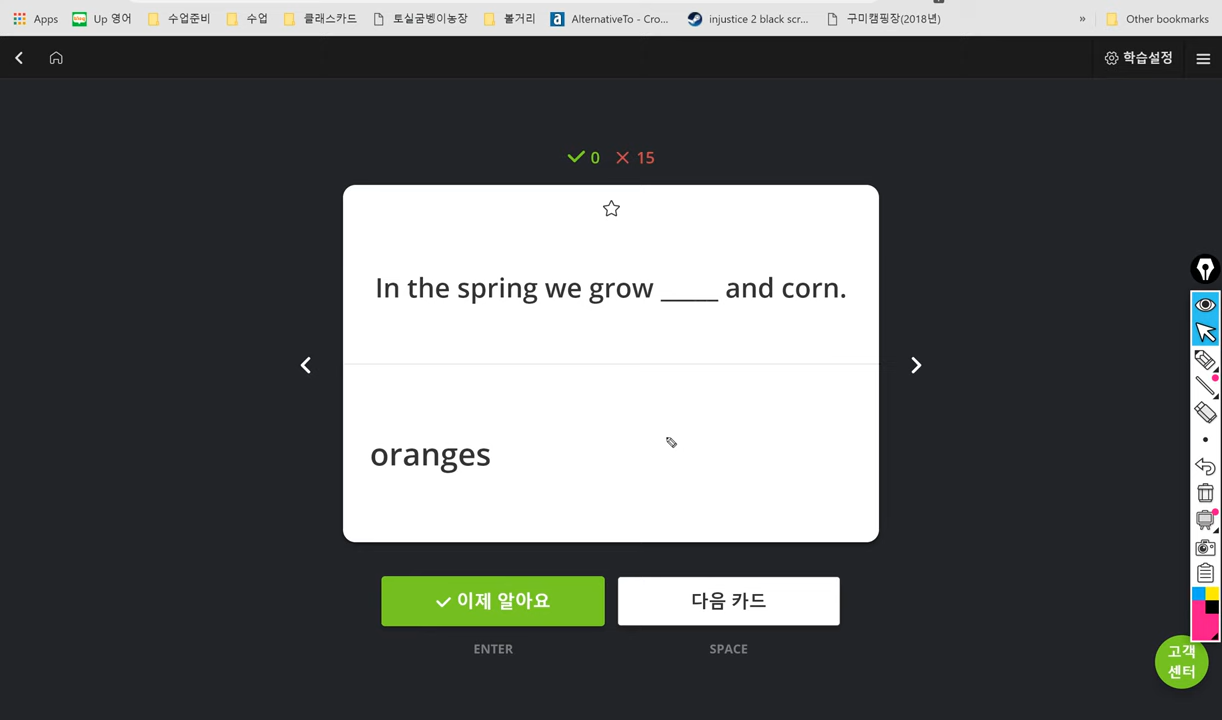 Apps
Up 영어
수업준비
수업
클래스카드
토실굼벵이농장
볼거리
AlternativeTo - Cro...
injustice 2 black scr...
구미캠핑장(2018년)
»
Other bookmarks
학습설정
0
15
In the spring we grow _____ and corn.
oranges
이제 알아요
다음 카드
ENTER
SPACE
고객
센터